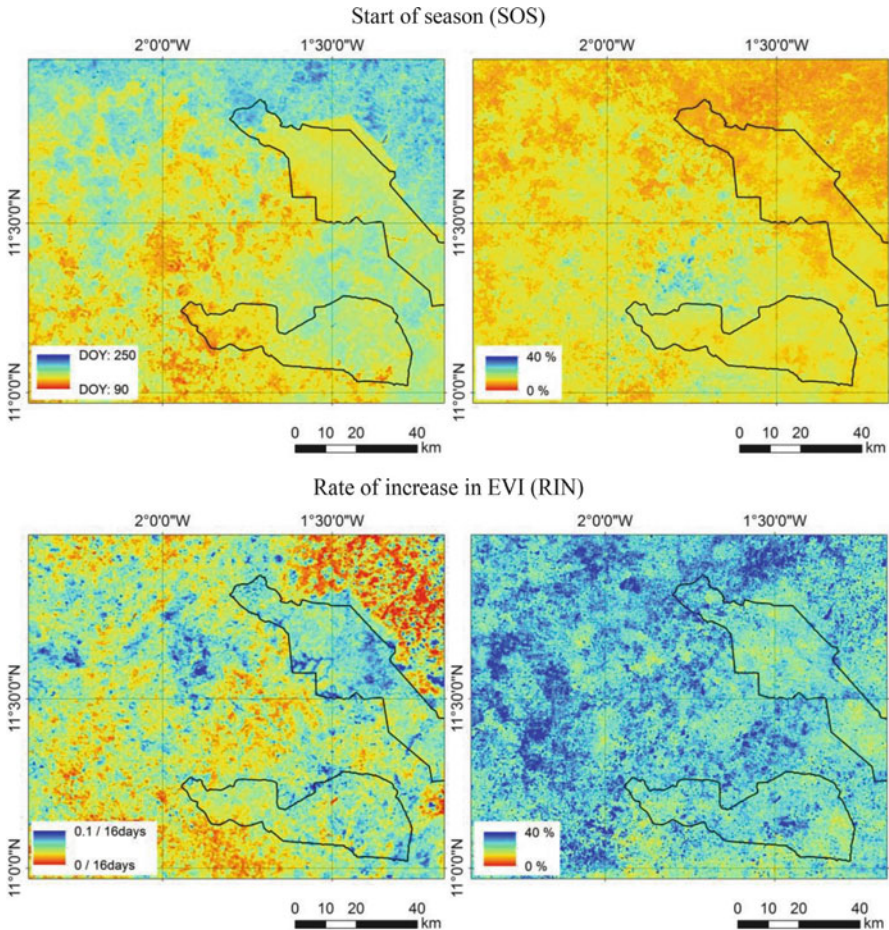 Start of season (SOS)
2°0'0"W 1°30'0"W
2°0'0"W 1°30'0"W
11°30'0"N
11°0'0"N
DOY: 250
DOY: 90
0 10 20 40
km
11°30'0"N
11°0'0"N
40 %
0 %
0 10 20 40
km
Rate of increase in EVI (RIN)
2°0'0"W 1°30'0"W
2°0'0"W 1°30'0"W
11°30'0"N
11°0'0"N
0.1 / 16days
0 / 16days
0 10 20 40
km
11°30'0"N
11°0'0"N
40 %
0 %
0 10 20 40
km